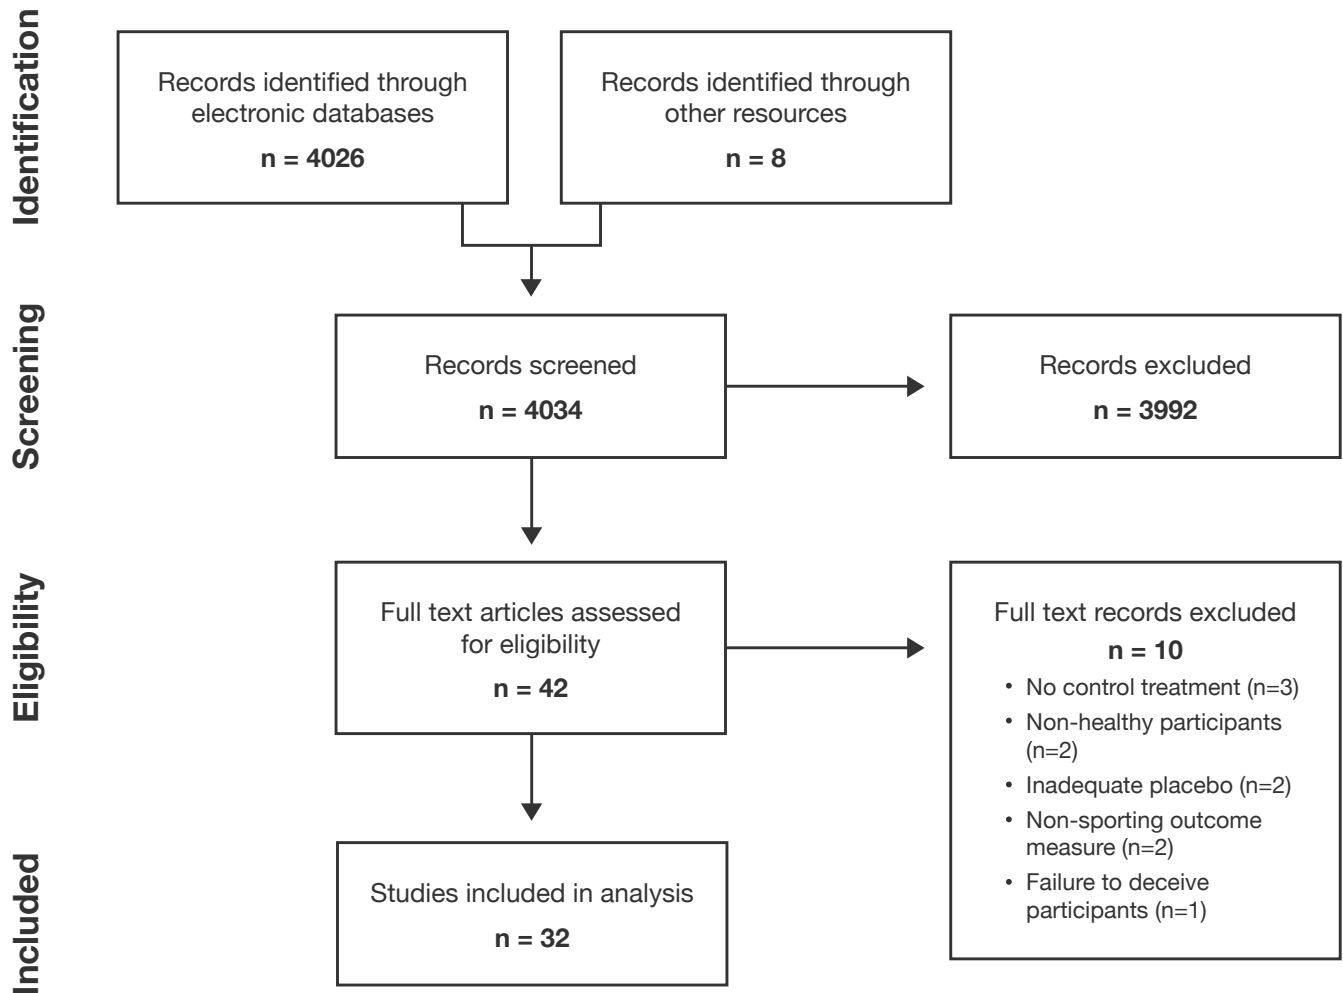 Identification
Records identified through
electronic databases
n = 4026
Records identified through
other resources
n = 8
Screening
Records screened
n = 4034
Records excluded
n = 3992
Eligibility
Full text articles assessed
for eligibility
n = 42
Full text records excluded
n = 10
• No control treatment (n=3)
• Non-healthy participants
(n=2)
• Inadequate placebo (n=2)
• Non-sporting outcome
measure (n=2)
• Failure to deceive
participants (n=1)
Included
Studies included in analysis
n = 32